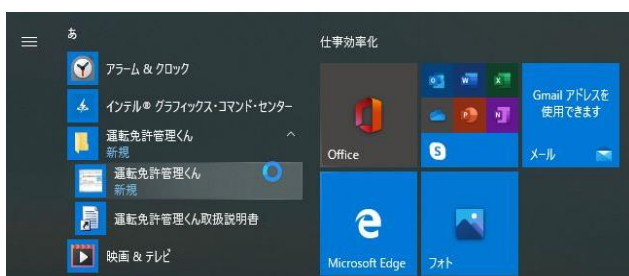 あ
アラーム & クロック
インテル® グラフィックス・コマンド・センター
運転免許管理くん
新規
運転免許管理くん
新規
運転免許管理くん取扱説明書
映画 & テレビ
仕事効率化
Office
Gmail アドレスを
使用できます
メール
Microsoft Edge
フォト